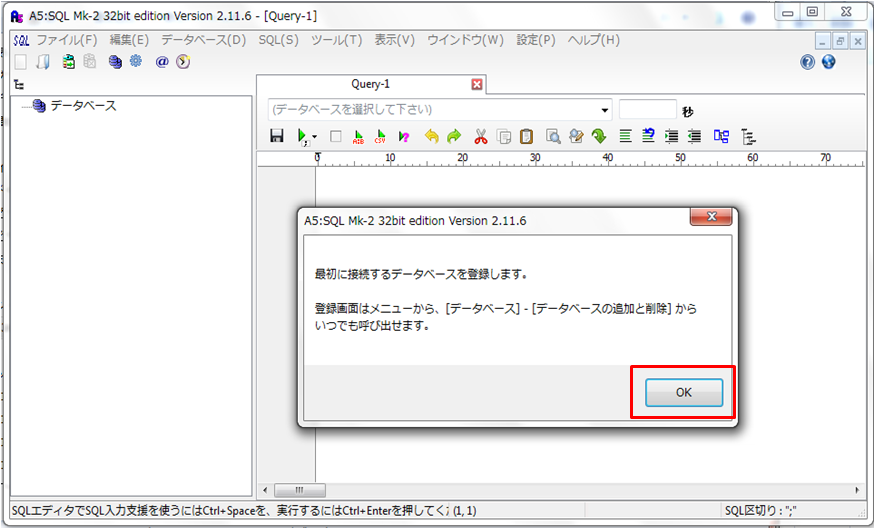 A5:SQL Mk-2 32bit edition Version 2.11.6 - [Query-1]
SQL ファイル(F) 編集(E) データベース(D) SQL(S) ツール(T) 表示(V) ウインドウ(W) 設定(P) ヘルプ(H)
Query-1
データベース
(データベースを選択して下さい)
秒
A5B CSV
0 10 20 30 40 50 60 70
A5:SQL Mk-2 32bit edition Version 2.11.6
最初に接続するデータベースを登録します。
登録画面はメニューから、[データベース] - [データベースの追加と削除] から
いつでも呼び出せます。
OK
SQLエディタでSQL入力支援を使うにはCtrl+Spaceを、実行するにはCtrl+Enterを押してく (1, 1)
SQL区切り : ";"